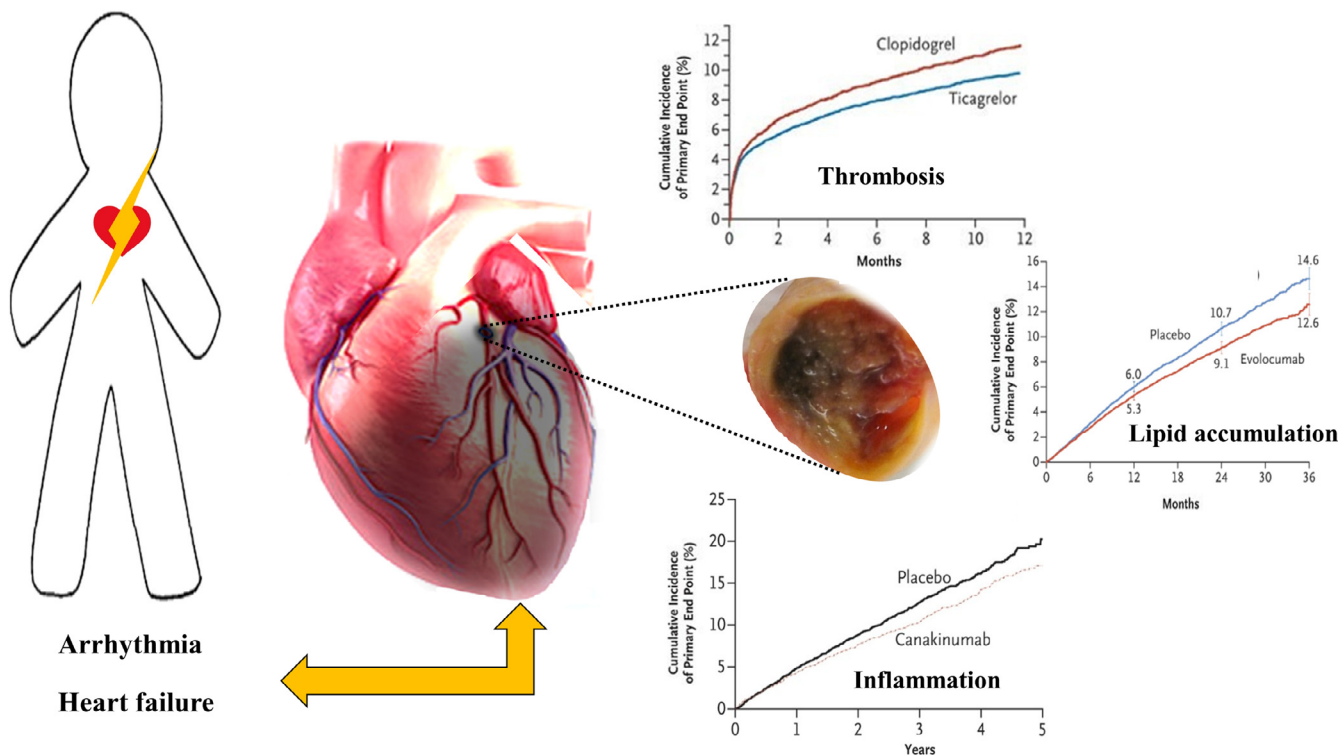 Cumulative Incidence
of Primary End Point (%)
12
10
8
6
4
2
0
Clopidogrel
Ticagrelor
Thrombosis
0
2
4
6
8
10
12
Months
Cumulative Incidence
of Primary End Point (%)
16
14
12
10
8
6
4
2
0
)
14.6
10.7
Placebo
12.6
6.0
9.1
Evolocumab
5.3
Lipid accumulation
0
6
12
18
24
30
36
Months
Cumulative Incidence
of Primary End Point (%)
25
20
15
10
5
0
Placebo
Canakinumab
Inflammation
0
1
2
3
4
5
Years
Arrhythmia
Heart failure